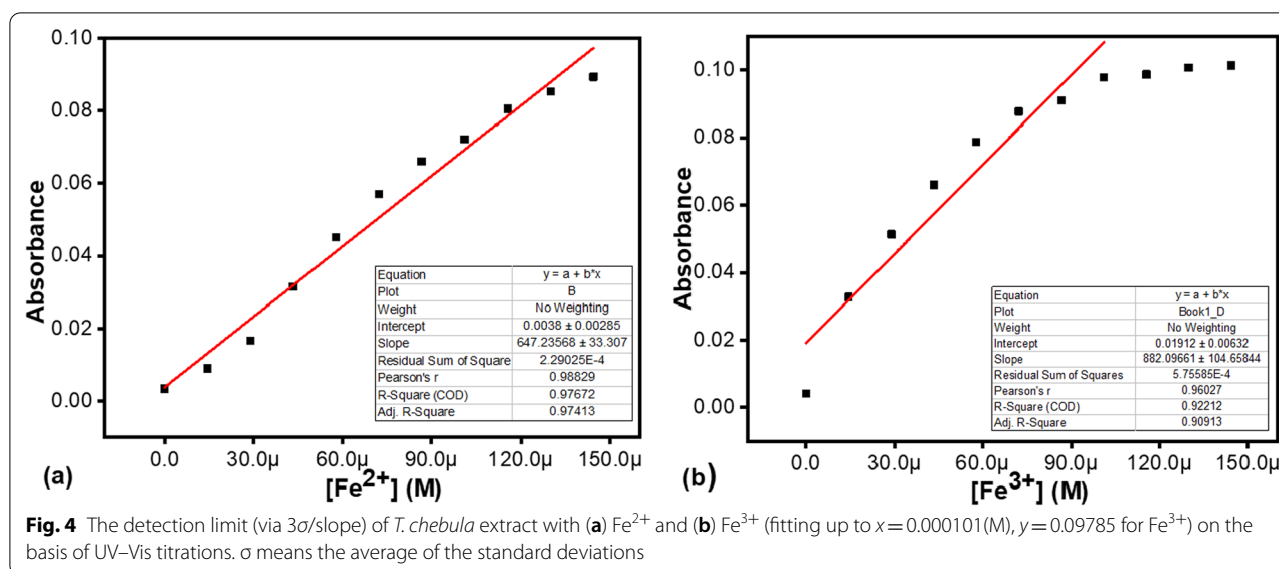 0.10
0.08
0.06
0.04
0.02
0.00
Absorbance
Equation y = a + b*x
Plot B
Weight No Weighting
Intercept 0.0038 ± 0.00285
Slope 647.23568 ± 33.307
Residual Sum of Square 2.29025E-4
Pearson's r 0.98829
R-Square (COD) 0.97672
Adj. R-Square 0.97413
0.0 30.0µ 60.0µ 90.0µ 120.0µ 150.0µ
(a) [Fe²⁺] (M)
0.10
0.08
0.06
0.04
0.02
0.00
Absorbance
Equation y = a + b*x
Plot Book1_D
Weight No Weighting
Intercept 0.01912 ± 0.00632
Slope 882.09661 ± 104.65844
Residual Sum of Squares 5.75585E-4
Pearson's r 0.96027
R-Square (COD) 0.92212
Adj. R-Square 0.90913
0.0 30.0µ 60.0µ 90.0µ 120.0µ 150.0µ
(b) [Fe³⁺] (M)
Fig. 4 The detection limit (via 3σ/slope) of T. chebula extract with (a) Fe²⁺ and (b) Fe³⁺ (fitting up to x = 0.000101(M), y = 0.09785 for Fe³⁺) on the
basis of UV–Vis titrations. σ means the average of the standard deviations